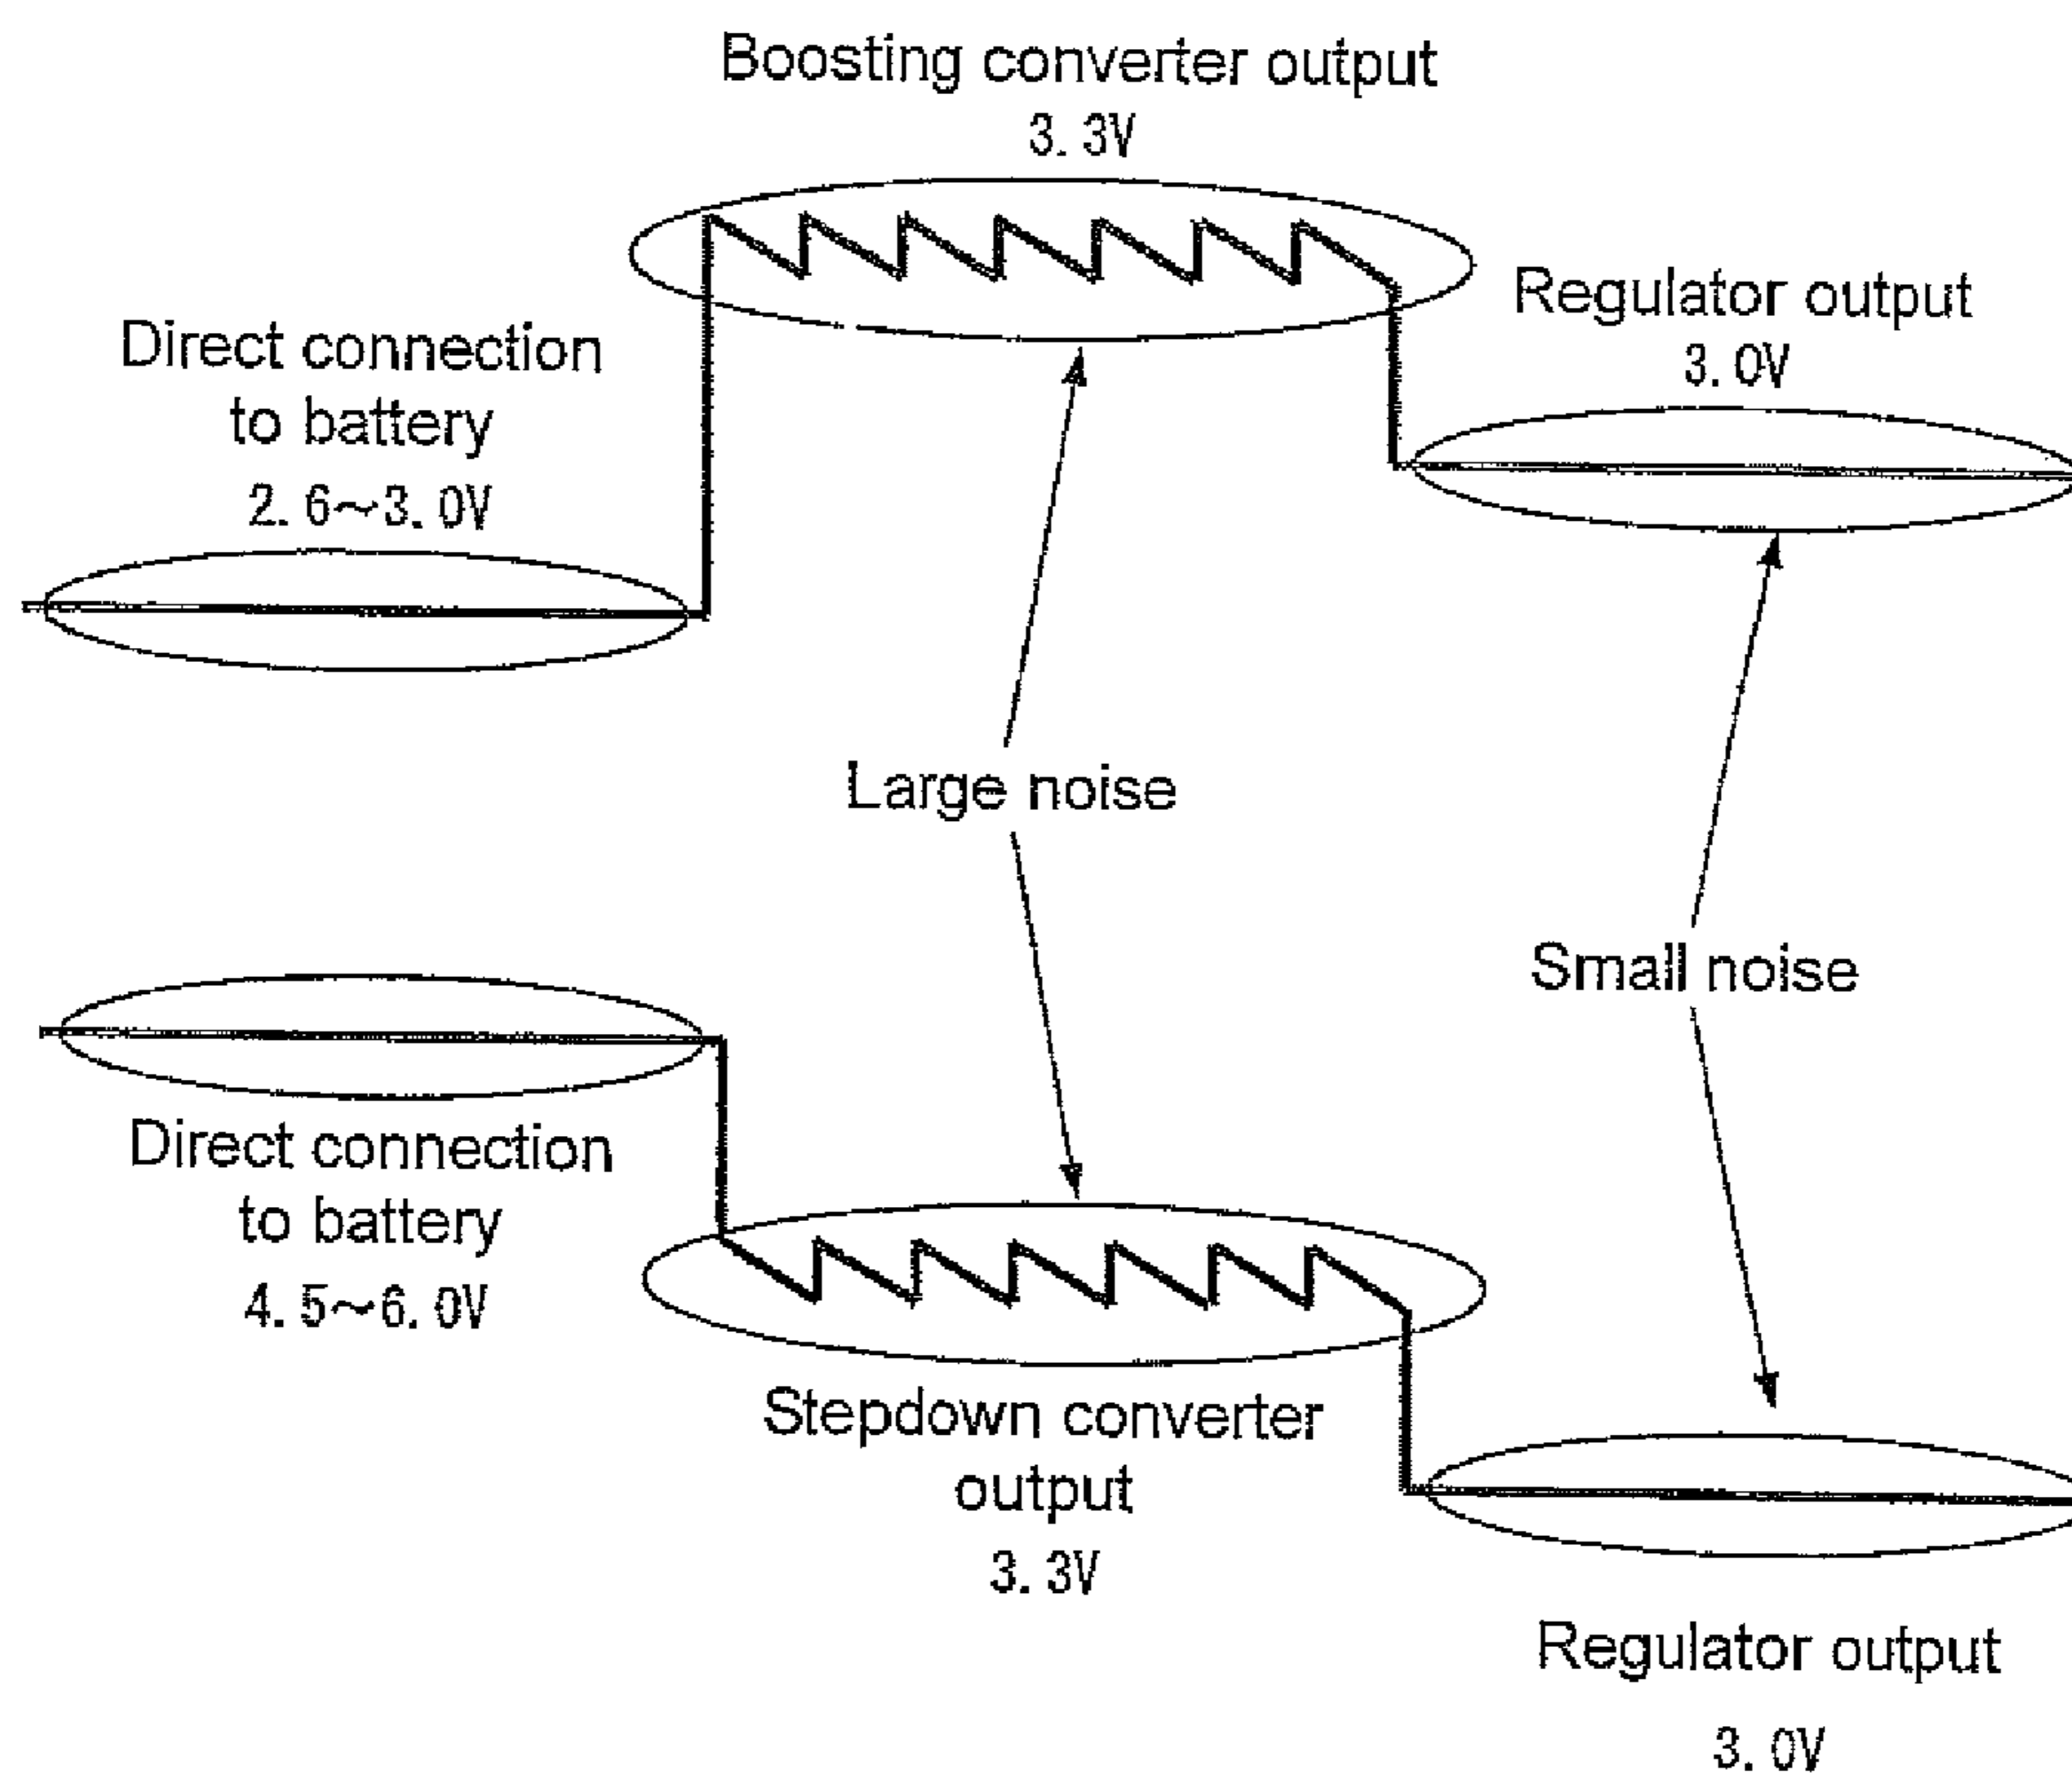 Boosting converter output
3.3V
Direct connection
to battery
2.6～3.0V
Regulator output
3.0V
Large noise
Small noise
Direct connection
to battery
4.5～6.0V
Stepdown converter
output
3.3V
Regulator output
3.0V